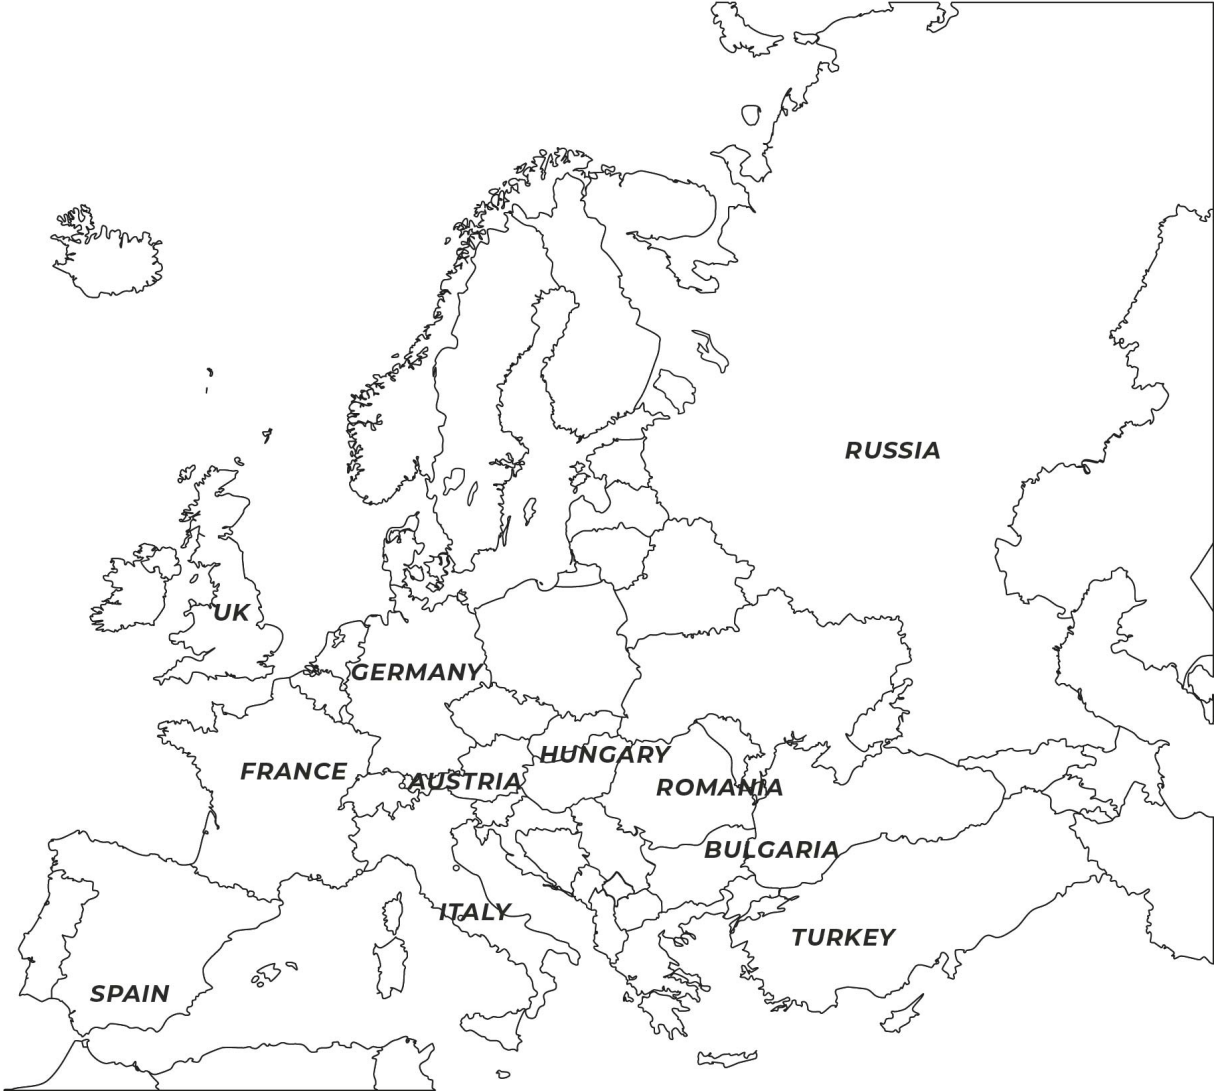 RUSSIA
UK
GERMANY
HUNGARY
FRANCE
AUSTRIA
ROMANIA
BULGARIA
ITALY
TURKEY
SPAIN